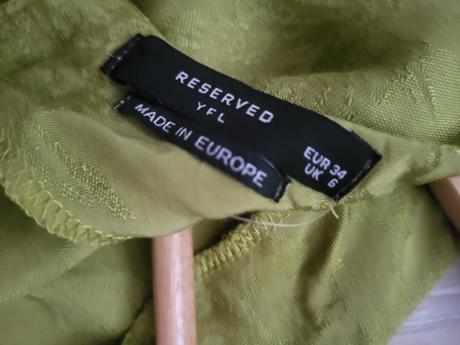 RESERVED
YFL
EUR 34
UK 6
MADE IN EUROPE